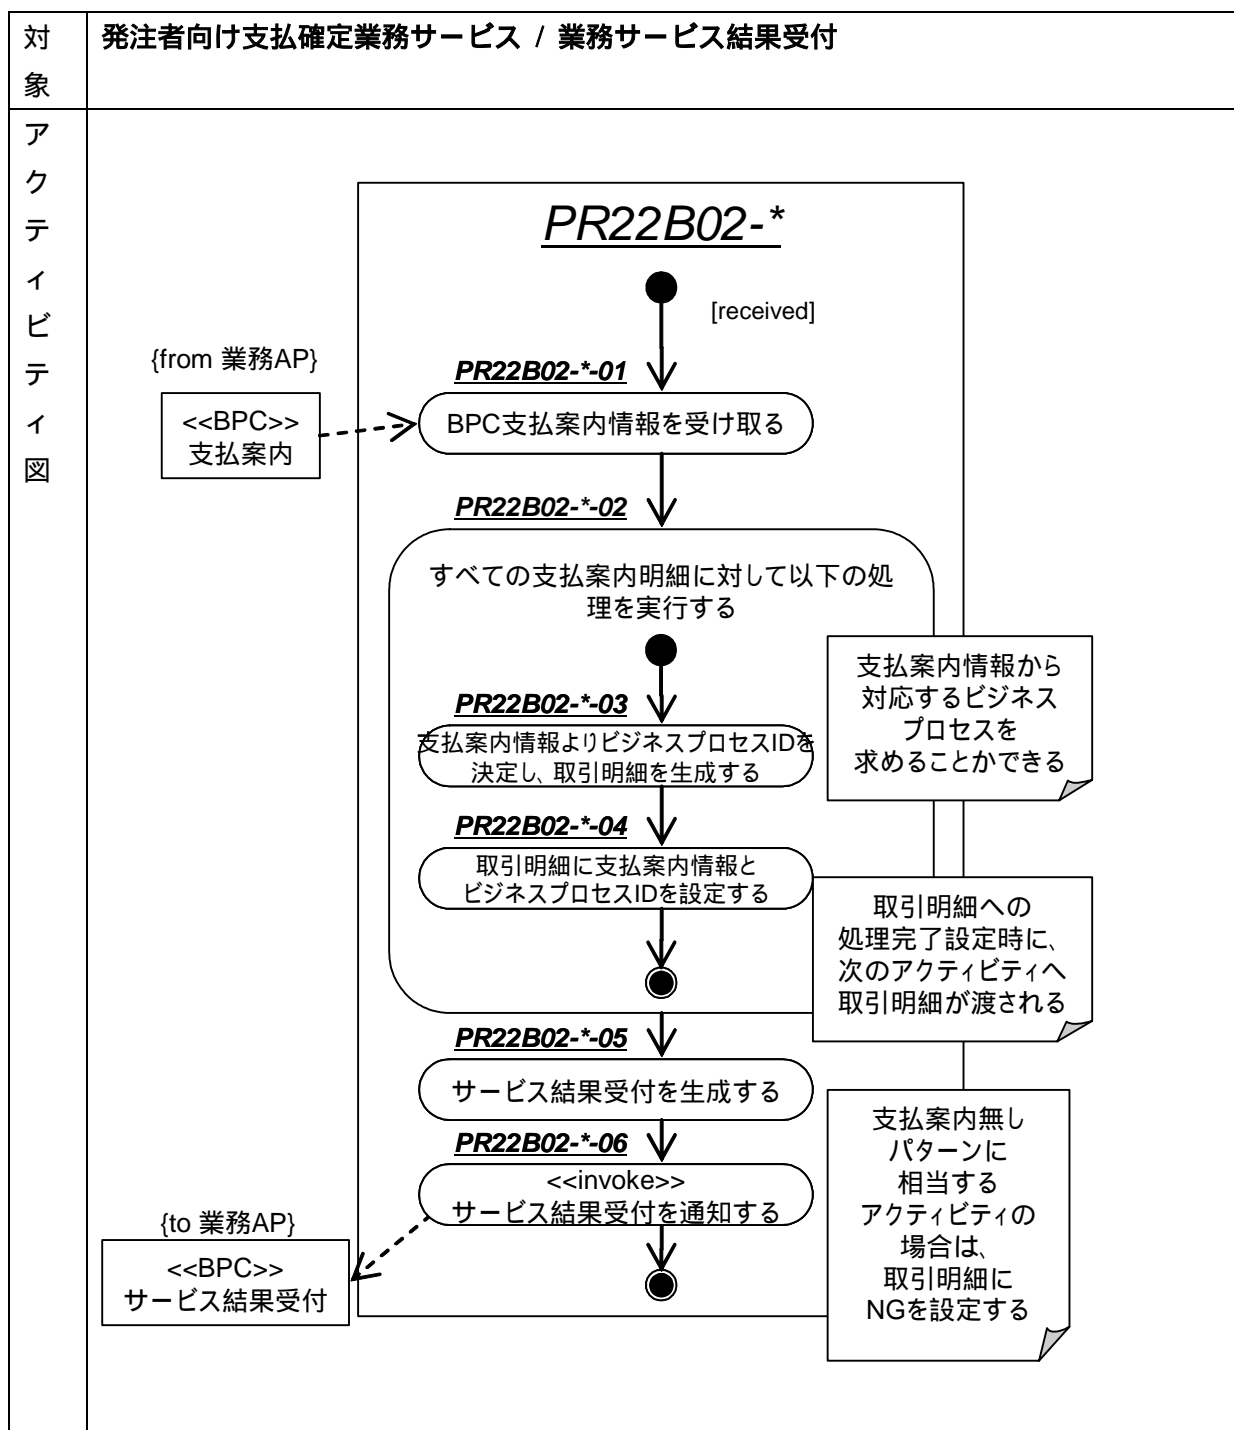 対象
発注者向け支払確定業務サービス / 業務サービス結果受付
アクティビティ図
PR22B02-*
[received]
{from 業務AP}
<<BPC>>
支払案内
PR22B02-*-01
BPC支払案内情報を受け取る
PR22B02-*-02
すべての支払案内明細に対して以下の処
理を実行する
PR22B02-*-03
支払案内情報よりビジネスプロセスIDを
決定し、取引明細を生成する
支払案内情報から
対応するビジネス
プロセスを
求めることかできる
PR22B02-*-04
取引明細に支払案内情報と
ビジネスプロセスIDを設定する
取引明細への
処理完了設定時に、
次のアクティビティへ
取引明細が渡される
PR22B02-*-05
サービス結果受付を生成する
PR22B02-*-06
<<invoke>>
サービス結果受付を通知する
支払案内無し
パターンに
相当する
アクティビティの
場合は、
取引明細に
NGを設定する
{to 業務AP}
<<BPC>>
サービス結果受付